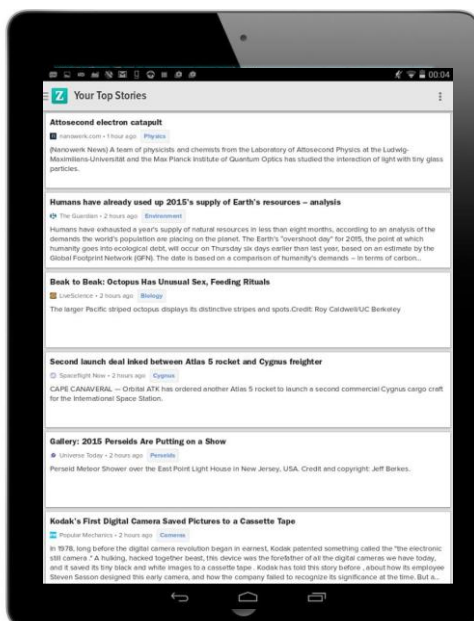 00:04
Z Your Top Stories
Attosecond electron catapult
nanowerk.com • 1 hour ago Physics
(Nanowerk News) A team of physicists and chemists from the Laboratory of Attosecond Physics at the Ludwig-
Maximilians-Universität and the Max Planck Institute of Quantum Optics has studied the interaction of light with tiny glass
particles.
Humans have already used up 2015's supply of Earth's resources – analysis
The Guardian • 2 hours ago Environment
Humans have exhausted a year's supply of natural resources in less than eight months, according to an analysis of the
demands the world's population are placing on the planet. The Earth's "overshoot day" for 2015, the point at which
humanity goes into ecological debt, will occur on Thursday six days earlier than last year, based on an estimate by the
Global Footprint Network (GFN). The date is based on a comparison of humanity's demands – in terms of carbon...
Beak to Beak: Octopus Has Unusual Sex, Feeding Rituals
LiveScience • 2 hours ago Biology
The larger Pacific striped octopus displays its distinctive stripes and spots.Credit: Roy Caldwell/UC Berkeley
Second launch deal inked between Atlas 5 rocket and Cygnus freighter
Spaceflight Now • 2 hours ago Cygnus
CAPE CANAVERAL — Orbital ATK has ordered another Atlas 5 rocket to launch a second commercial Cygnus cargo craft
for the International Space Station.
Gallery: 2015 Perseids Are Putting on a Show
Universe Today • 2 hours ago Perseids
Perseid Meteor Shower over the East Point Light House in New Jersey, USA. Credit and copyright: Jeff Berkes.
Kodak's First Digital Camera Saved Pictures to a Cassette Tape
Popular Mechanics • 2 hours ago Cameras
In 1978, long before the digital camera revolution began in earnest, Kodak patented something called the "the electronic
still camera ." A hulking, hacked together beast, this device was the forefather of all the digital cameras we have today,
and it saved its tiny black and white images to a cassette tape . Kodak has told this story before , about how its employee
Steven Sesson designed this early camera, and how the company failed to recognize its significance at the time. But a...